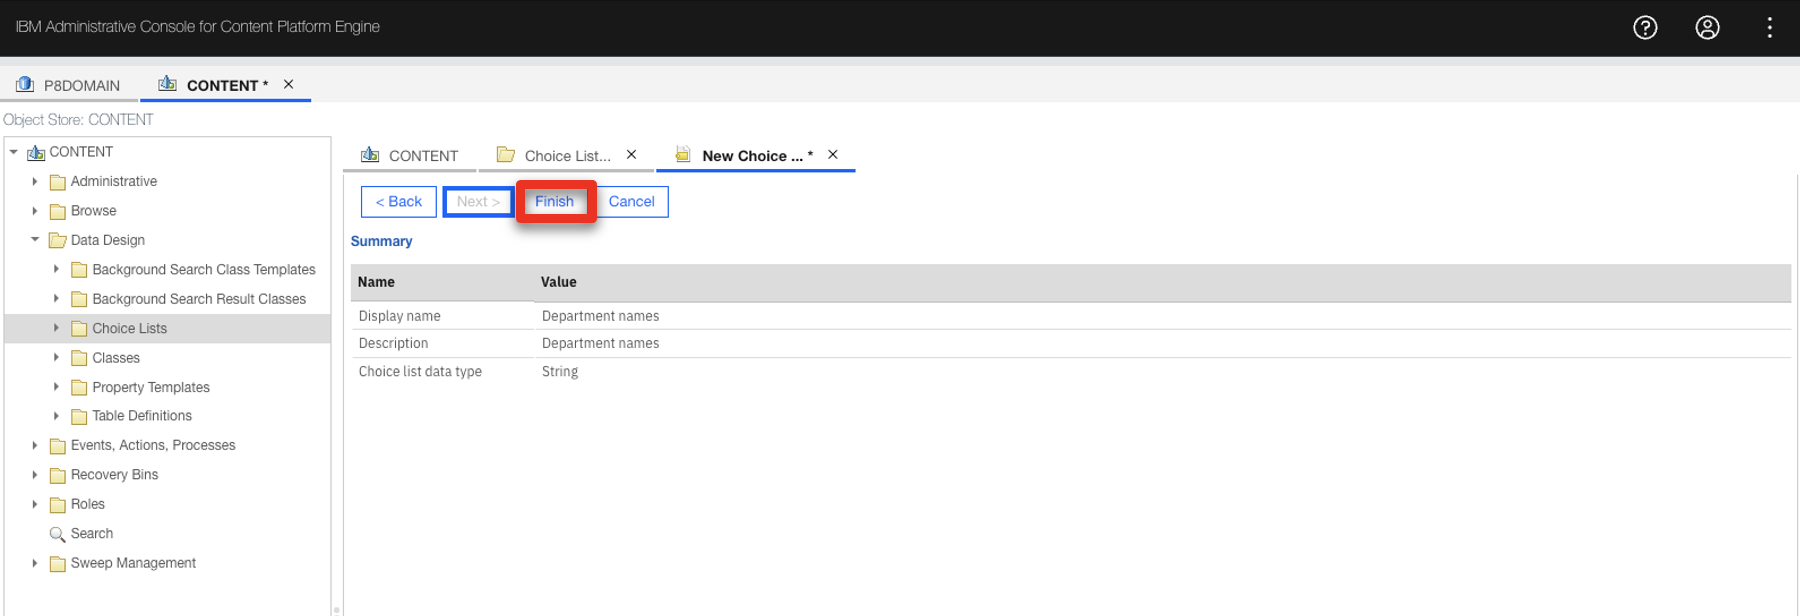 IBM Administrative Console for Content Platform Engine
P8DOMAIN
CONTENT *
Object Store: CONTENT
CONTENT
Administrative
Browse
Data Design
Background Search Class Templates
Background Search Result Classes
Choice Lists
Classes
Property Templates
Table Definitions
Events, Actions, Processes
Recovery Bins
Roles
Search
Sweep Management
CONTENT
Choice List...
New Choice ... *
< Back
Next >
Finish
Cancel
Summary
Name Value
Display name Department names
Description Department names
Choice list data type String